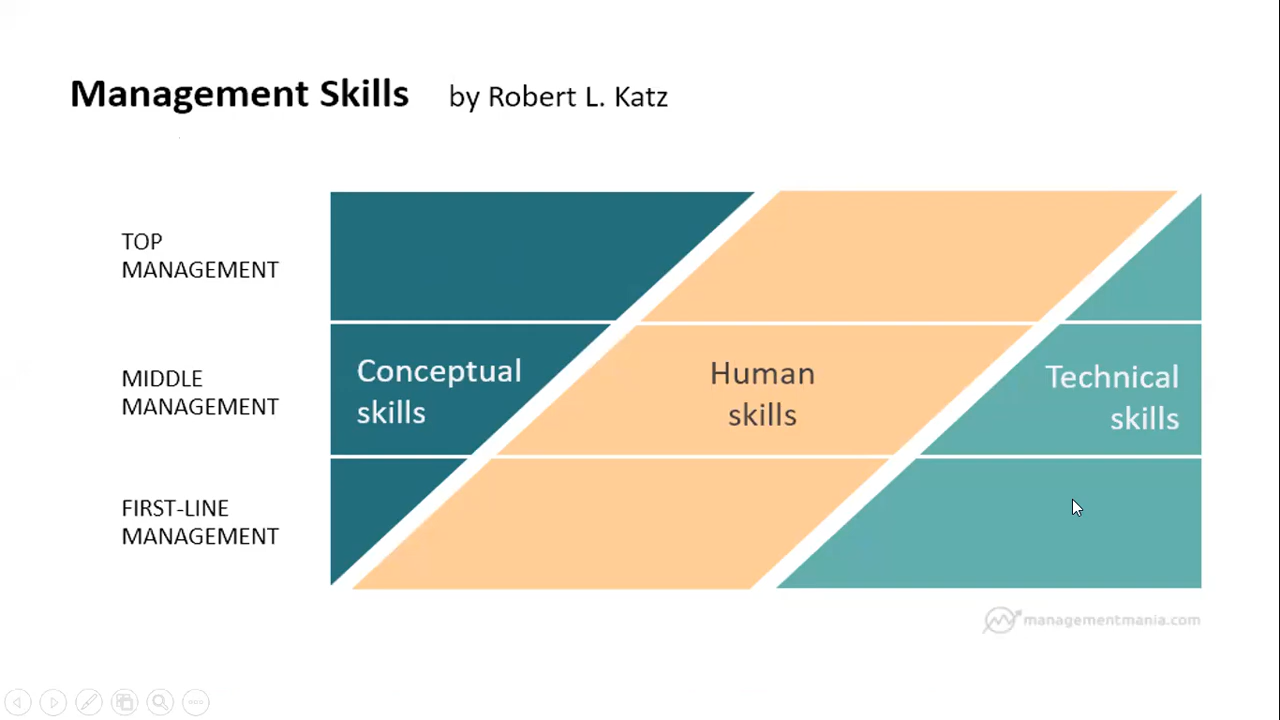 Management Skills by Robert L. Katz
TOP
MANAGEMENT
MIDDLE
MANAGEMENT
Conceptual
skills
Human
skills
Technical
skills
FIRST-LINE
MANAGEMENT
managementmania.com